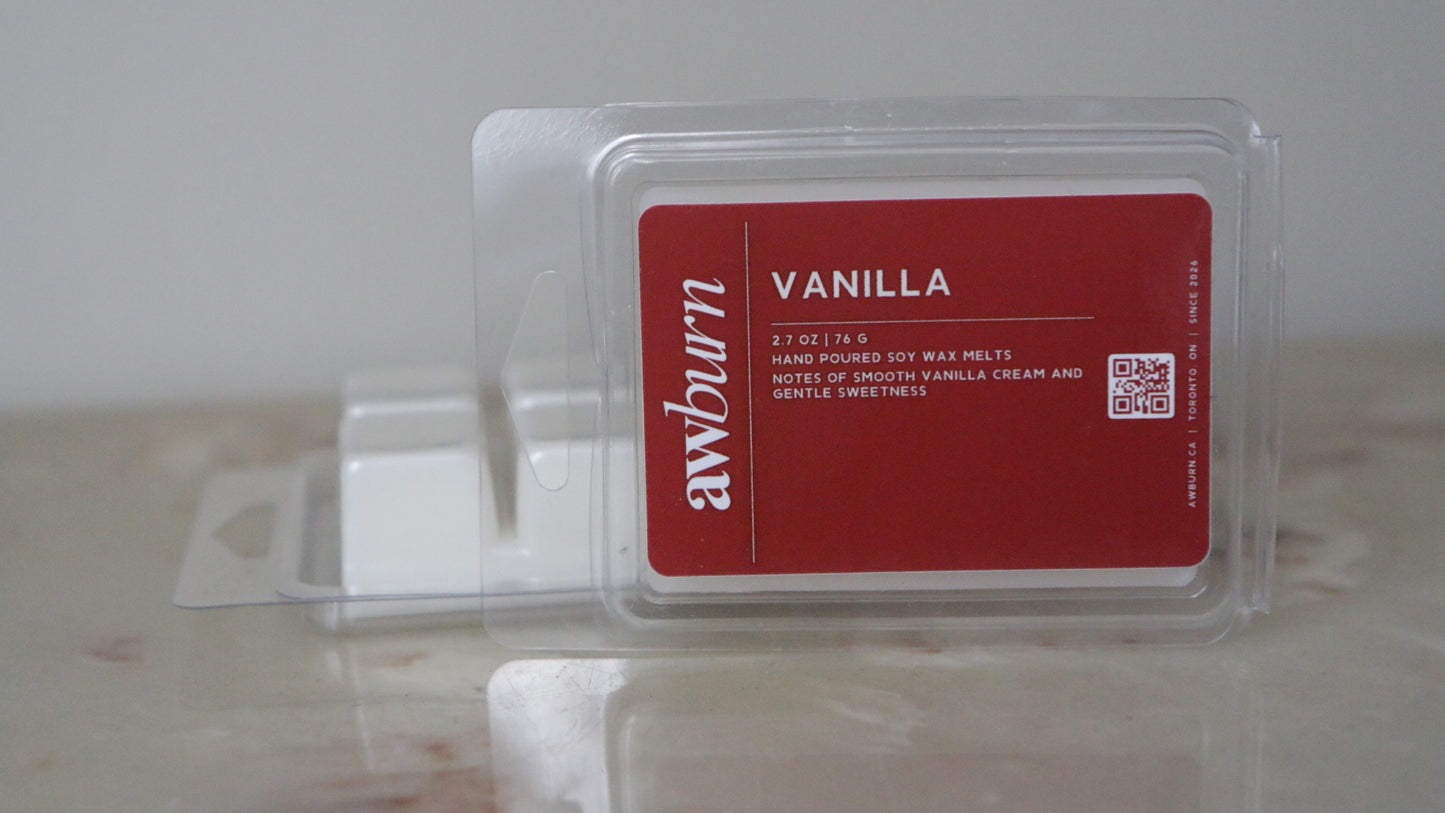 awburn
VANILLA
2.7 OZ | 76 G
HAND POURED SOY WAX MELTS
NOTES OF SMOOTH VANILLA CREAM AND
GENTLE SWEETNESS
AWBURN.CA | TORONTO, ON | SINCE 2026